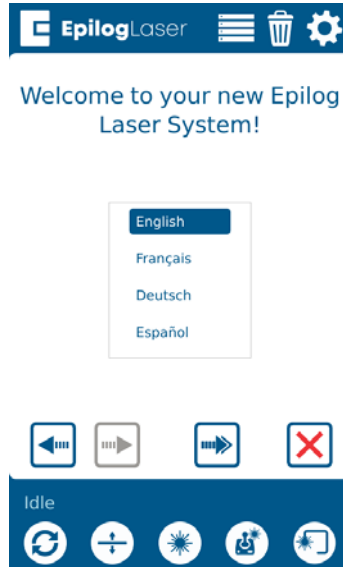 EpilogLaser
Welcome to your new Epilog
Laser System!
English
Français
Deutsch
Español
Idle